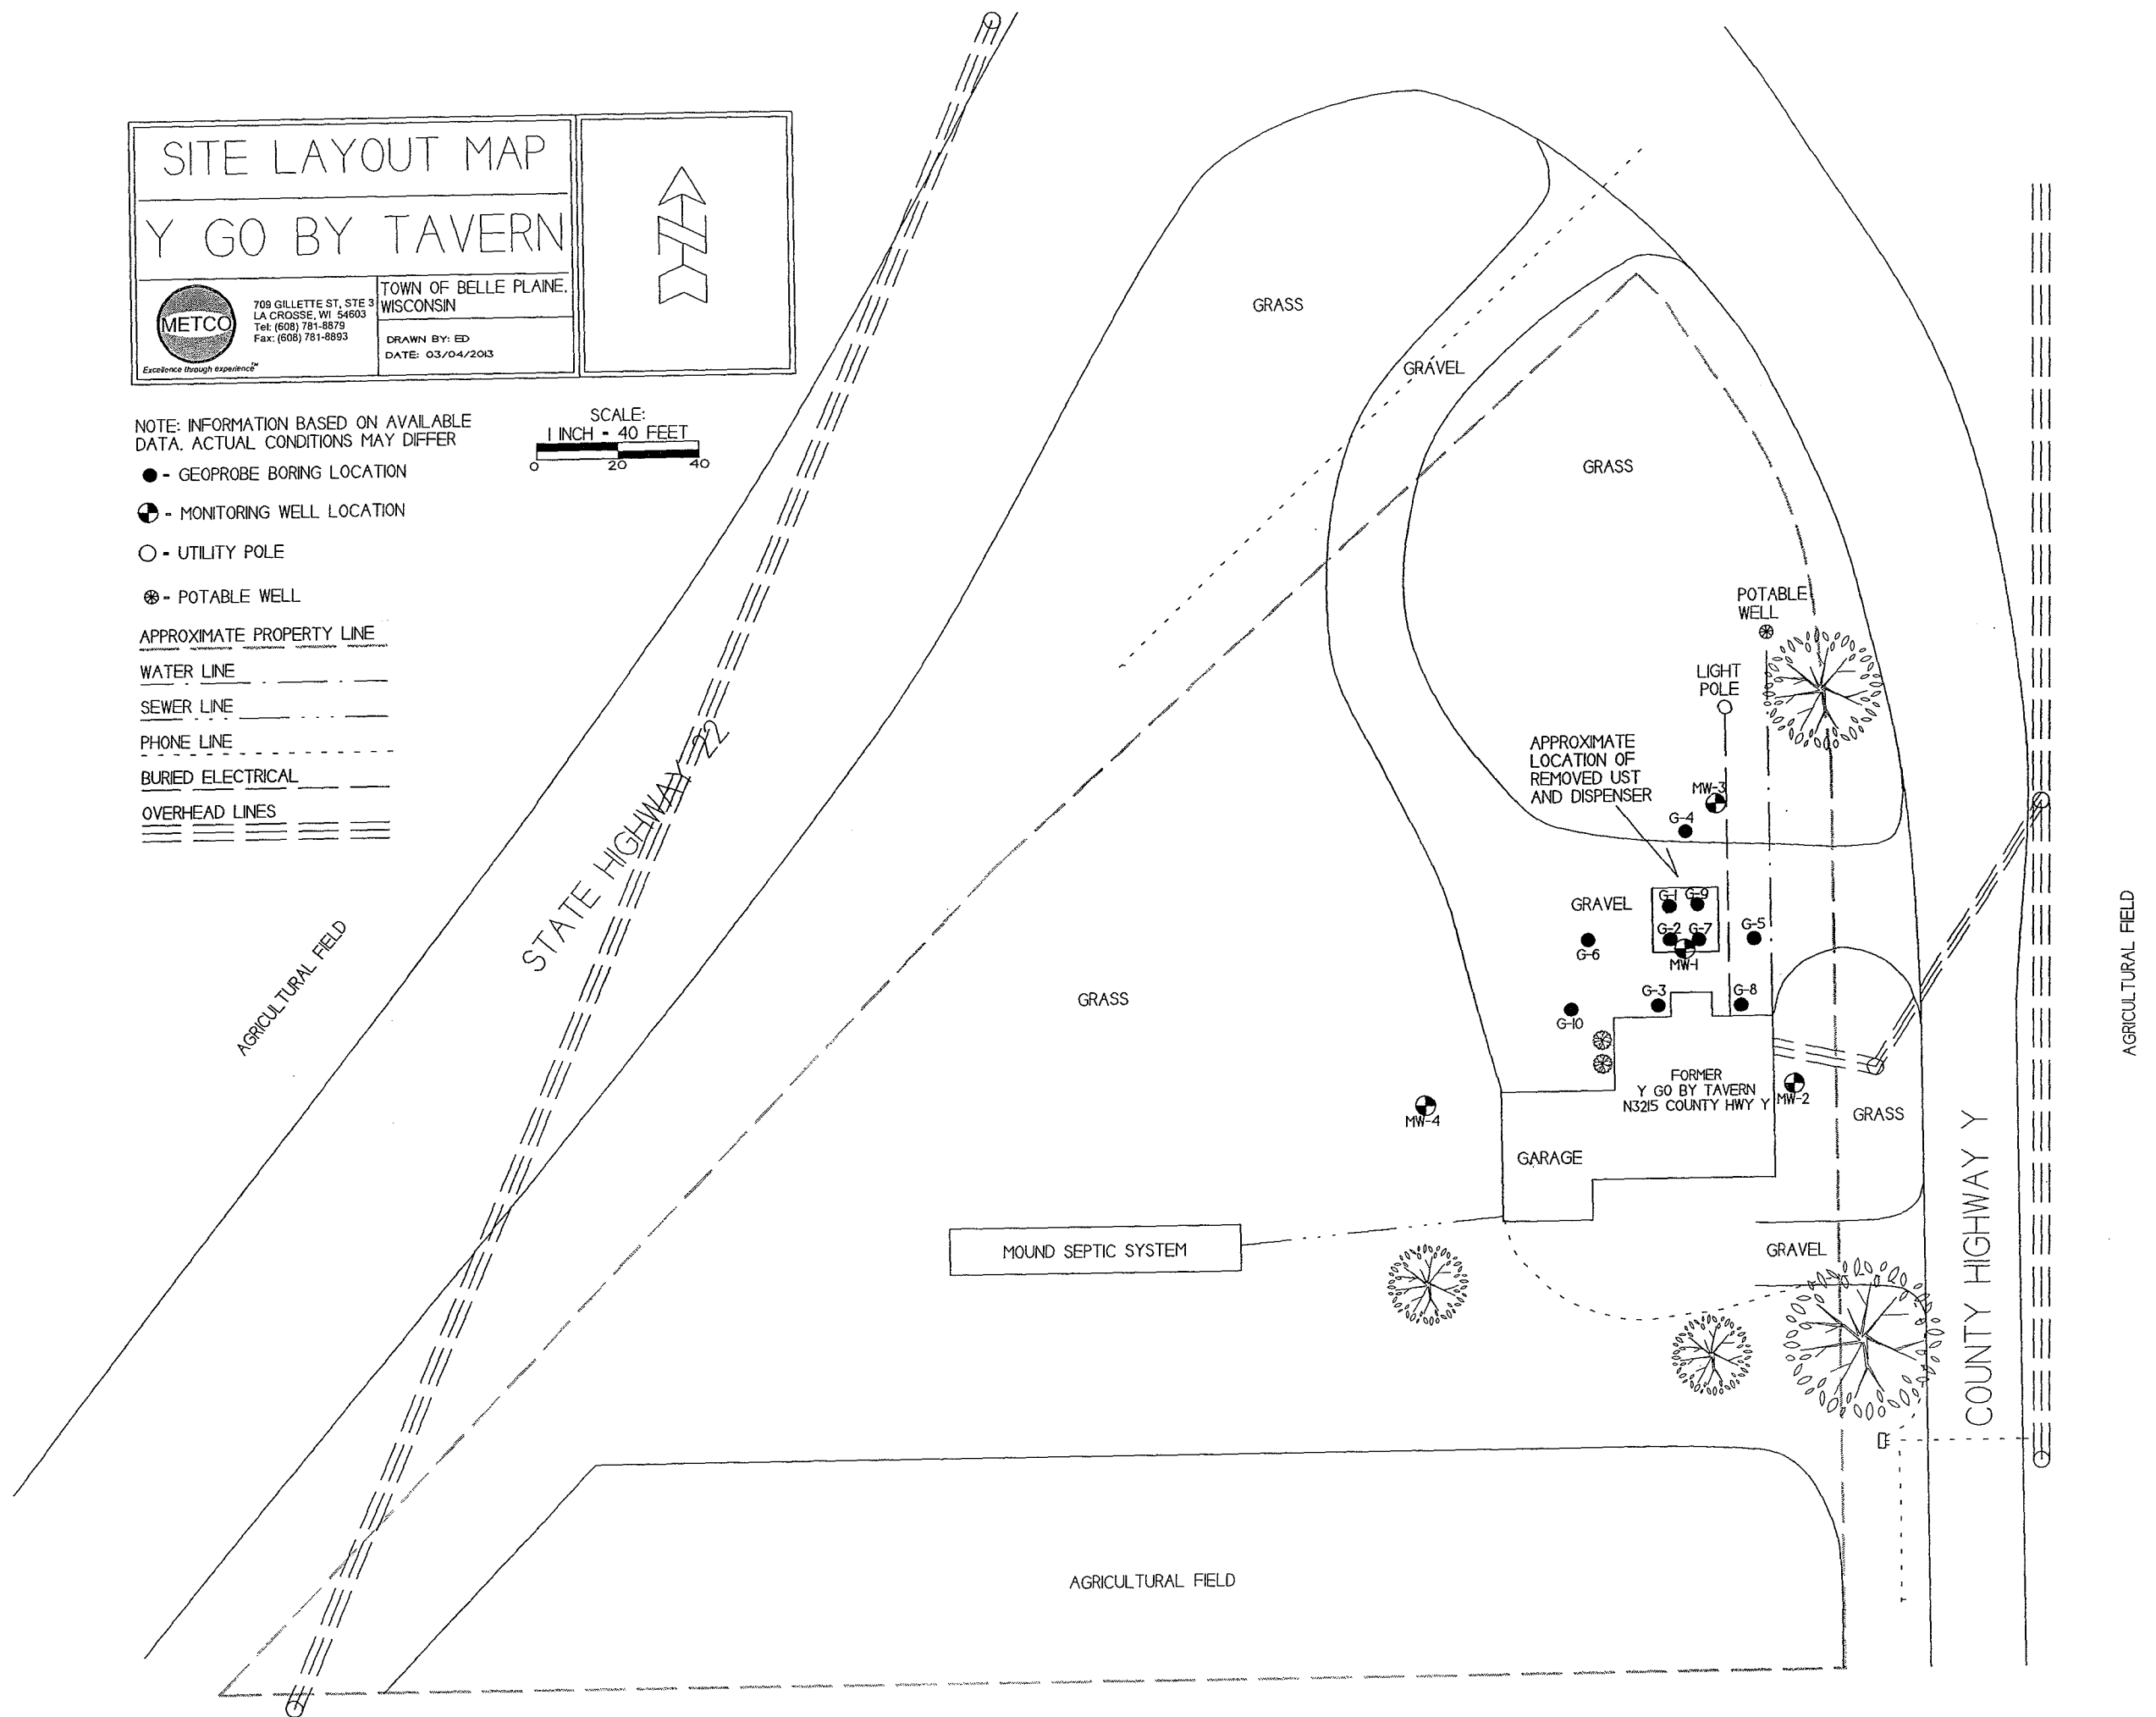 SITE LAYOUT MAP
Y GO BY TAVERN
METCO
Excellence through experience™
709 GILLETTE ST, STE 3
LA CROSSE, WI 54603
Tel: (608) 781-8879
Fax: (608) 781-8893
TOWN OF BELLE PLAINE,
WISCONSIN
DRAWN BY: ED
DATE: 03/04/2013
N
NOTE: INFORMATION BASED ON AVAILABLE
DATA. ACTUAL CONDITIONS MAY DIFFER
SCALE:
1 INCH = 40 FEET
0 20 40
- GEOPROBE BORING LOCATION
- MONITORING WELL LOCATION
- UTILITY POLE
- POTABLE WELL
APPROXIMATE PROPERTY LINE
WATER LINE
SEWER LINE
PHONE LINE
BURIED ELECTRICAL
OVERHEAD LINES
AGRICULTURAL FIELD
STATE HIGHWAY 22
GRASS
GRAVEL
GRASS
POTABLE
WELL
LIGHT
POLE
APPROXIMATE
LOCATION OF
REMOVED UST
AND DISPENSER
MW-3
G-4
GRAVEL
G-1 G-9
G-2 G-7
G-5
G-6
MW-1
G-3
G-8
G-10
GRASS
FORMER
Y GO BY TAVERN
N3215 COUNTY HWY Y
MW-2
MW-4
GRASS
GARAGE
MOUND SEPTIC SYSTEM
GRAVEL
COUNTY HIGHWAY Y
AGRICULTURAL FIELD
AGRICULTURAL FIELD